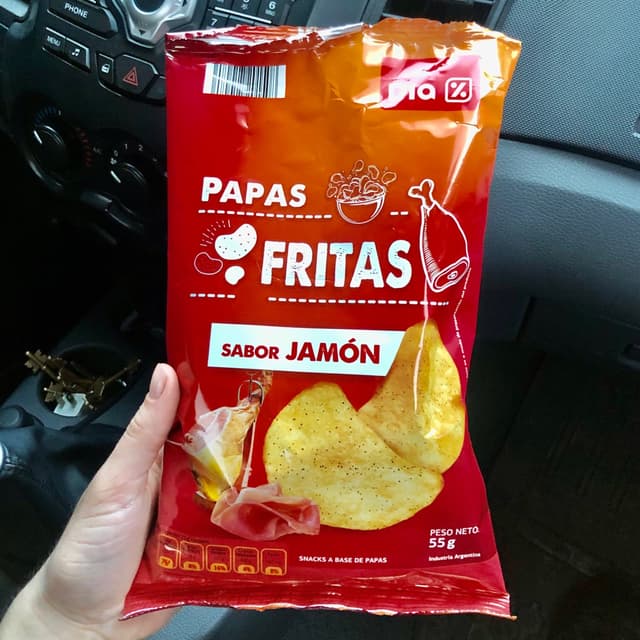 PHONE
MENU
Dia %
PAPAS
FRITAS
SABOR JAMÓN
SNACKS A BASE DE PAPAS
PESO NETO.
55g
Industria Argentina